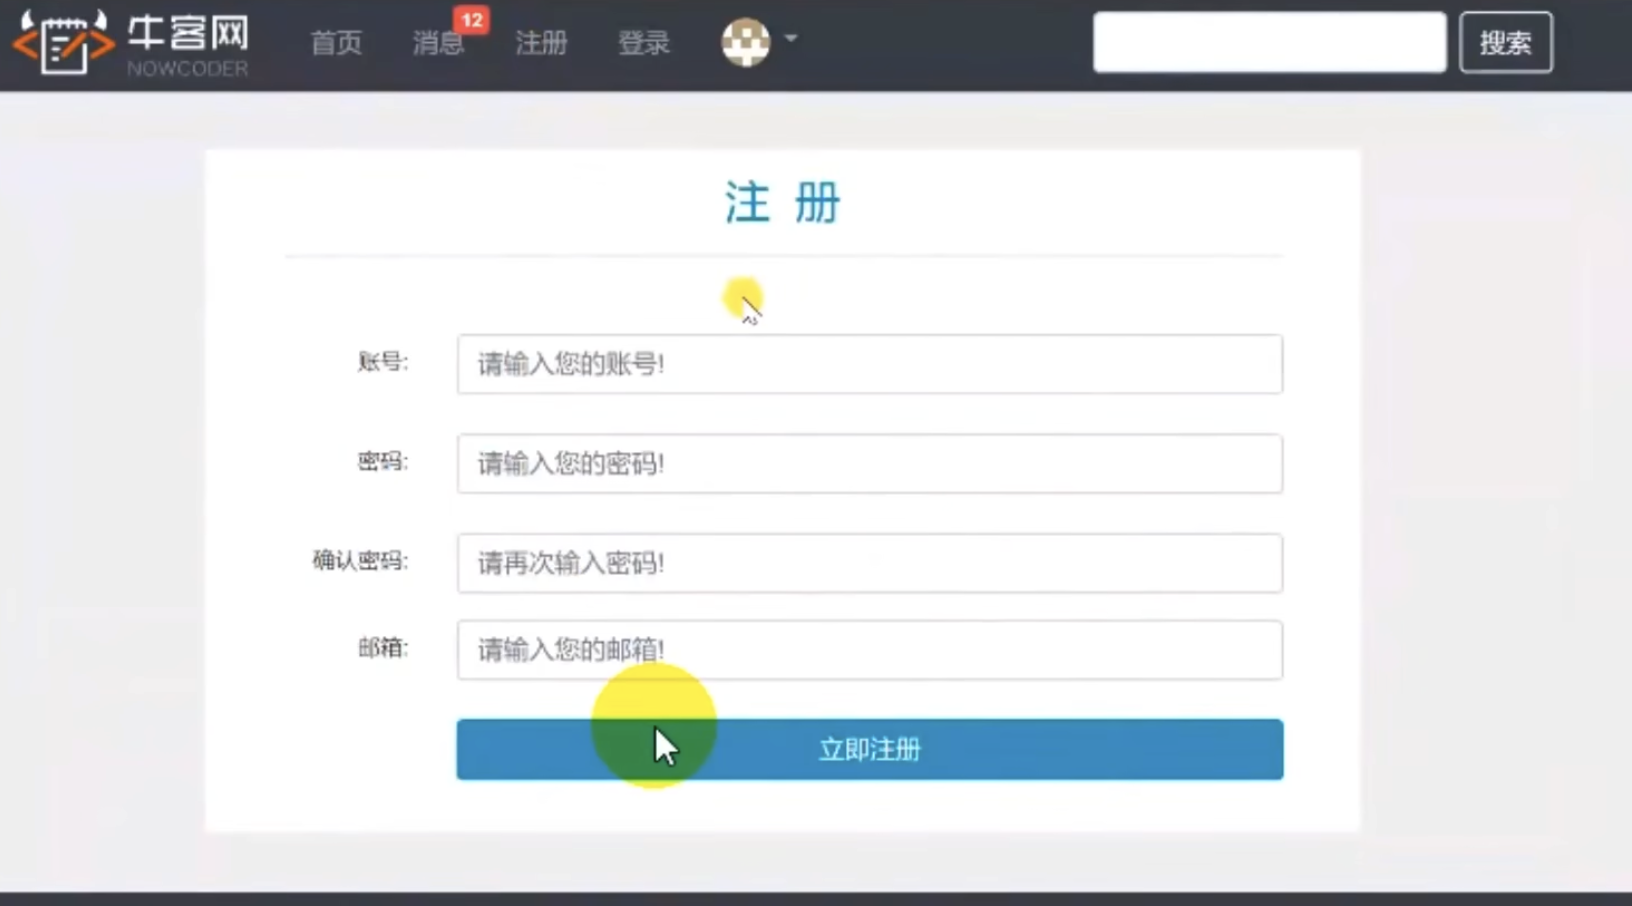 牛客网
NOWCODER
首页 消息 12 注册 登录 搜索
注 册
账号: 请输入您的账号!
密码: 请输入您的密码!
确认密码: 请再次输入密码!
邮箱: 请输入您的邮箱!
立即注册